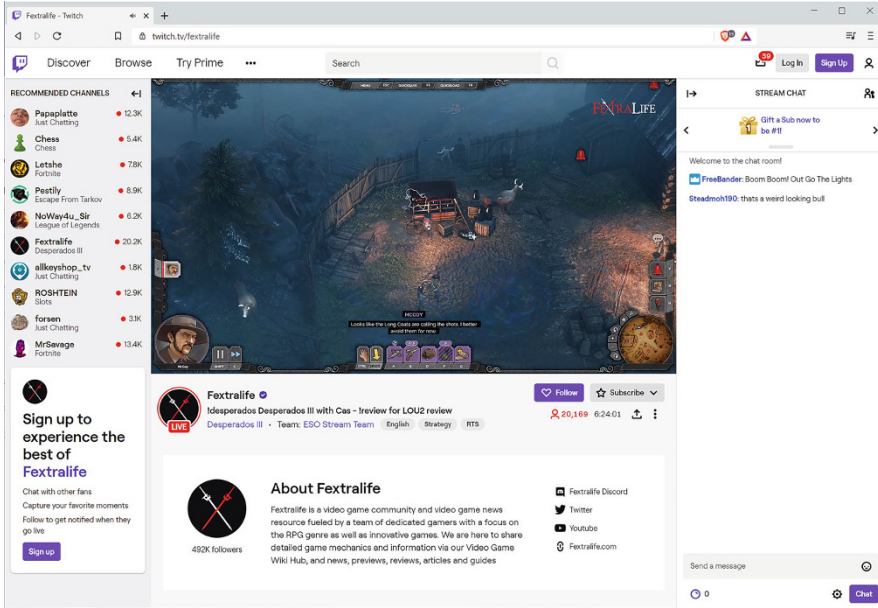 Fextralife - Twitch
twitch.tv/fextralife
Discover Browse Try Prime
Search
39
Log In
Sign Up
RECOMMENDED CHANNELS
Papaplatte 12.3K
Just Chatting
Chess 5.4K
Chess
Letshe 7.8K
Fortnite
Pestily 8.9K
Escape From Tarkov
NoWay4u_Sir 6.2K
League of Legends
Fextralife 20.2K
Desperados III
allkeyshop_tv 1.8K
Just Chatting
ROSHTEIN 12.9K
Slots
forsen 3.1K
Just Chatting
MrSavage 13.4K
Fortnite
Sign up to
experience the
best of
Fextralife
Chat with other fans
Capture your favorite moments
Follow to get notified when they
go live
Sign up
MENU
QUICKSAVE
QUICKLOAD
FEXTRALIFE
MCCOY
Looks like the Long Coats are calling the shots. I better
avoid them for now.
McCoy
SHIFT
A S D F G
LIVE
Fextralife
!desperados Desperados III with Cas - !review for LOU2 review
Desperados III • Team: ESO Stream Team English Strategy RTS
Follow
Subscribe
20,169 6:24:01
492K followers
About Fextralife
Fextralife is a video game community and video game news
resource fueled by a team of dedicated gamers with a focus on
the RPG genre as well as innovative games. We are here to share
detailed game mechanics and information via our Video Game
Wiki Hub, and news, previews, reviews, articles and guides
Fextralife Discord
Twitter
Youtube
Fextralife.com
STREAM CHAT
Gift a Sub now to
be #1!
Welcome to the chat room!
FreeBander: Boom Boom! Out Go The Lights
Steadmoh190: thats a weird looking bull
Send a message
0
Chat